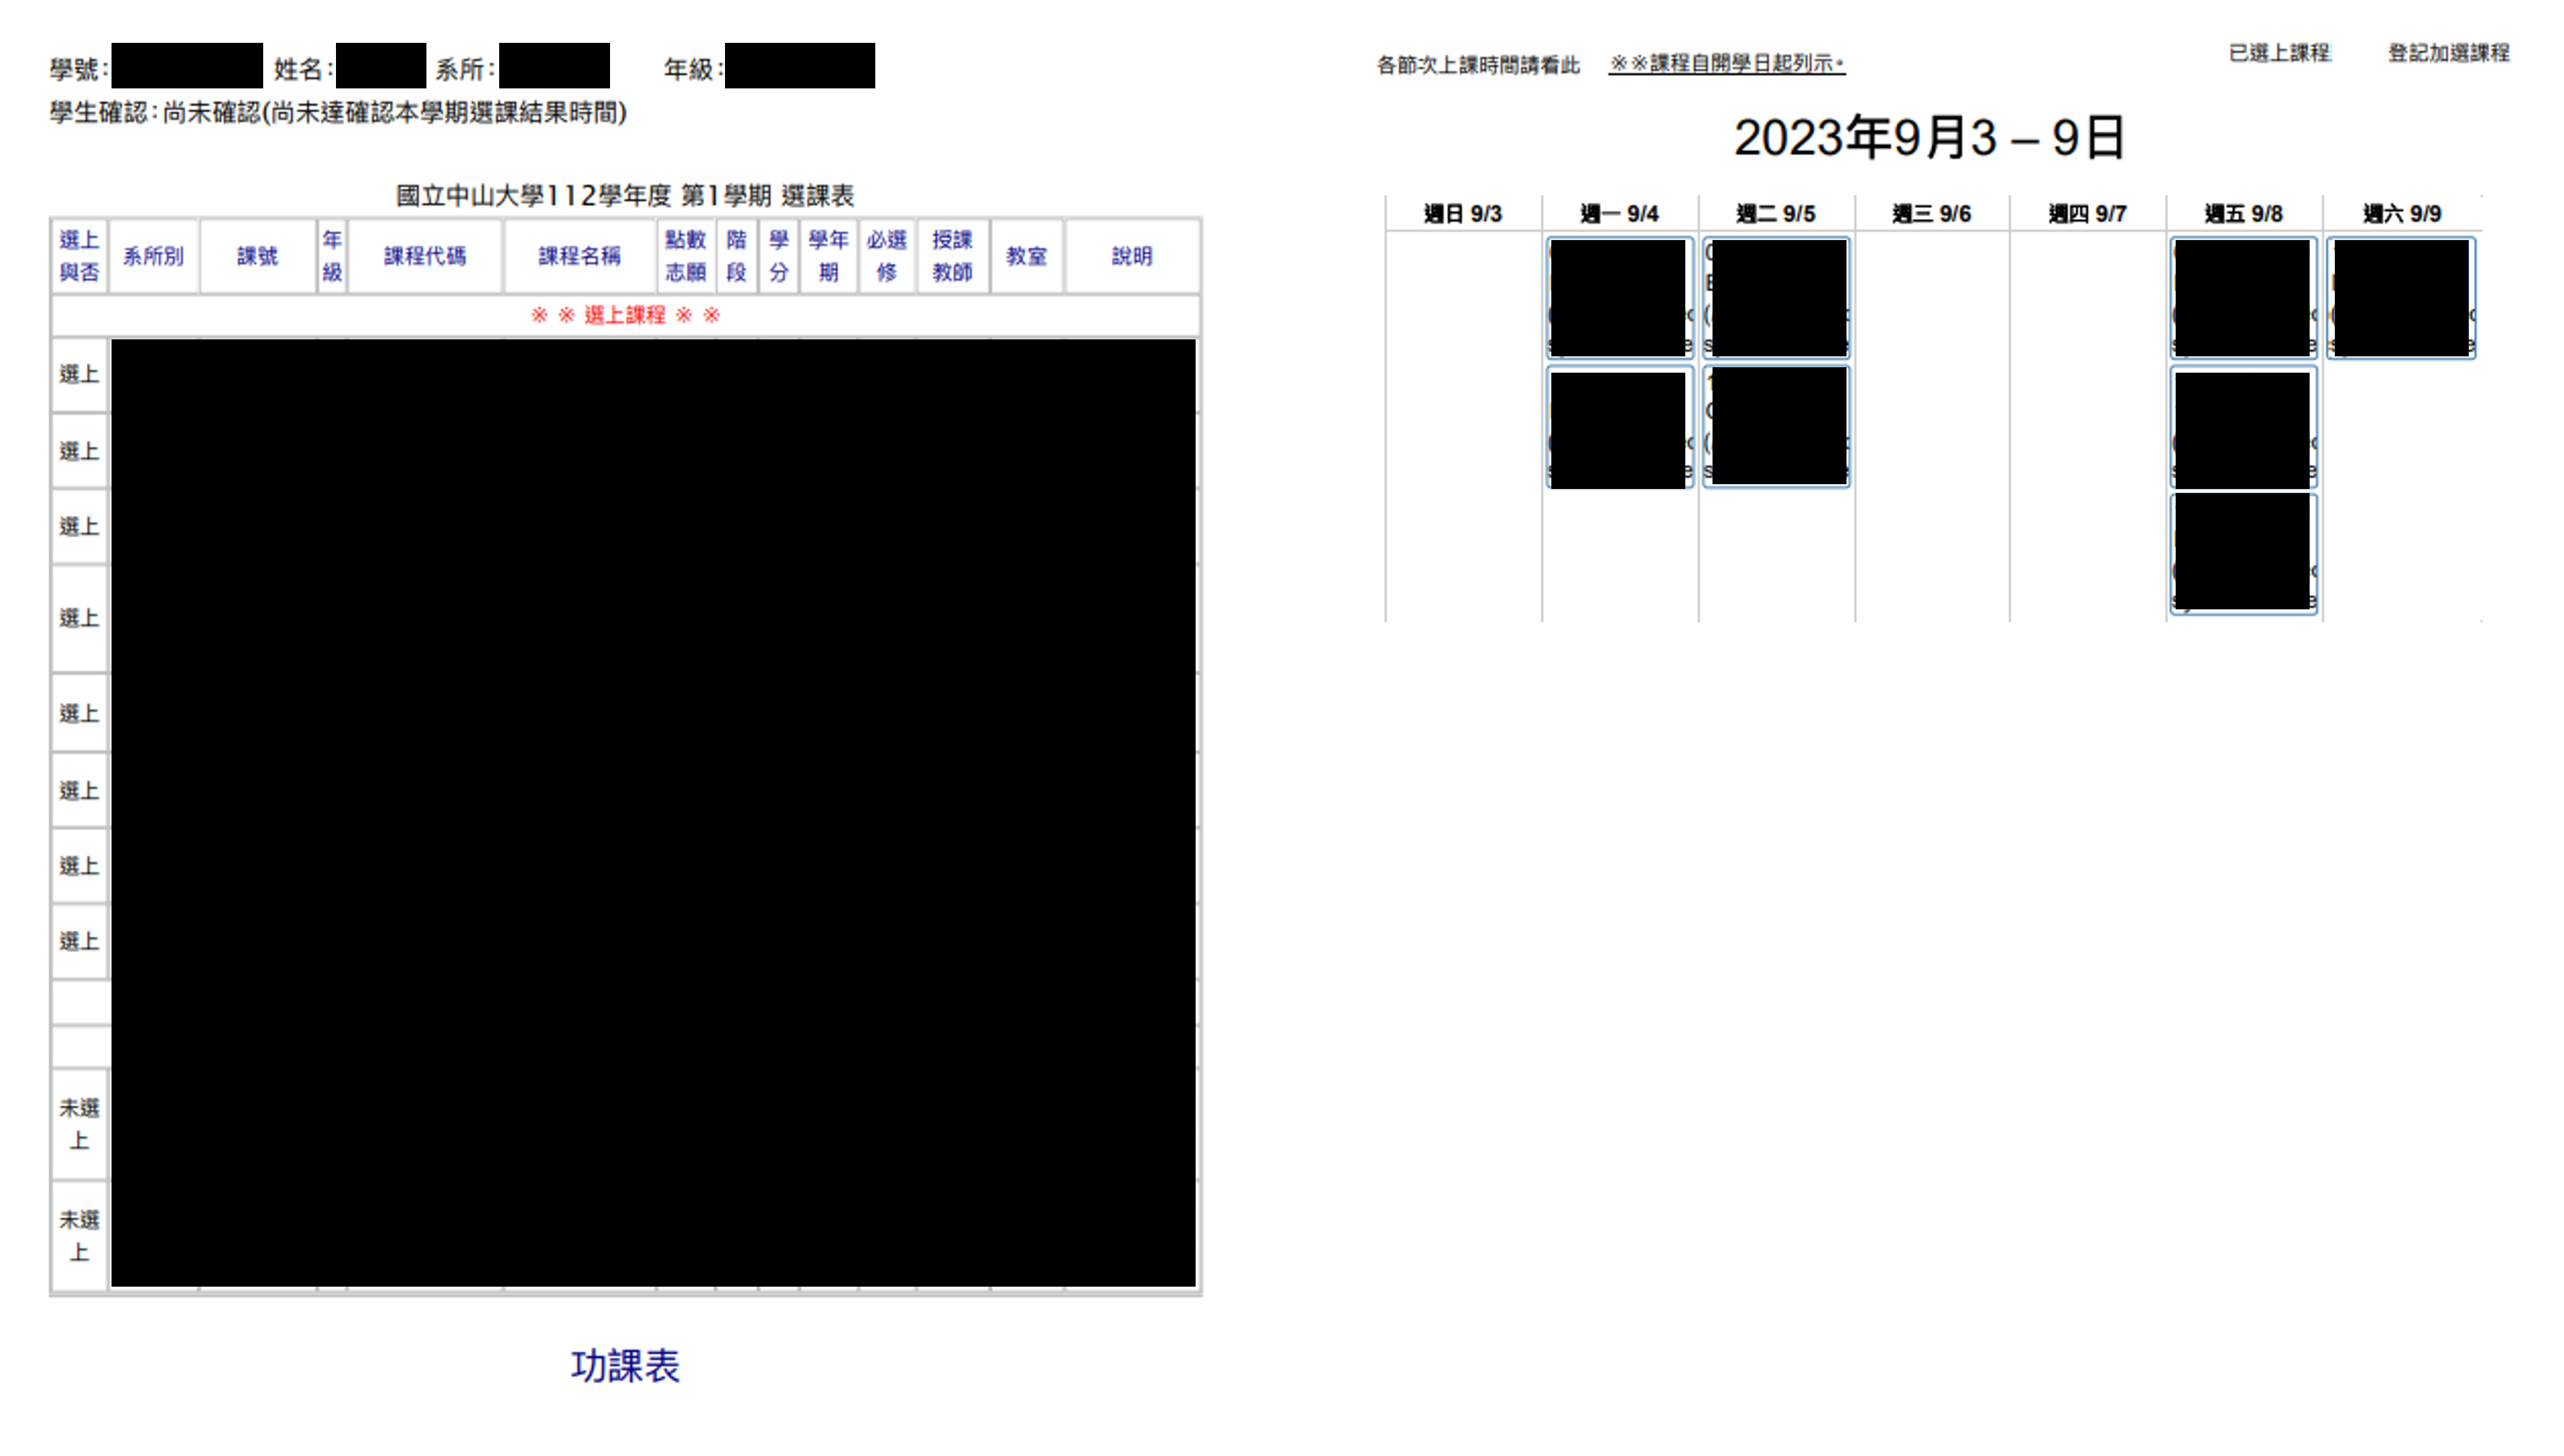 學號: 姓名: 系所: 年級:
學生確認:尚未確認(尚未達確認本學期選課結果時間)
國立中山大學112學年度 第1學期 選課表
選上與否 系所別 課號 年級 課程代碼 課程名稱 點數志願 階段 學分 學年期 必選修 授課教師 教室 說明
※ ※ 選上課程 ※ ※
選上
選上
選上
選上
選上
選上
選上
選上
未選上
未選上
功課表
各節次上課時間請看此 ※※課程自開學日起列示。
已選上課程 登記加選課程
2023年9月3 – 9日
週日 9/3 週一 9/4 週二 9/5 週三 9/6 週四 9/7 週五 9/8 週六 9/9